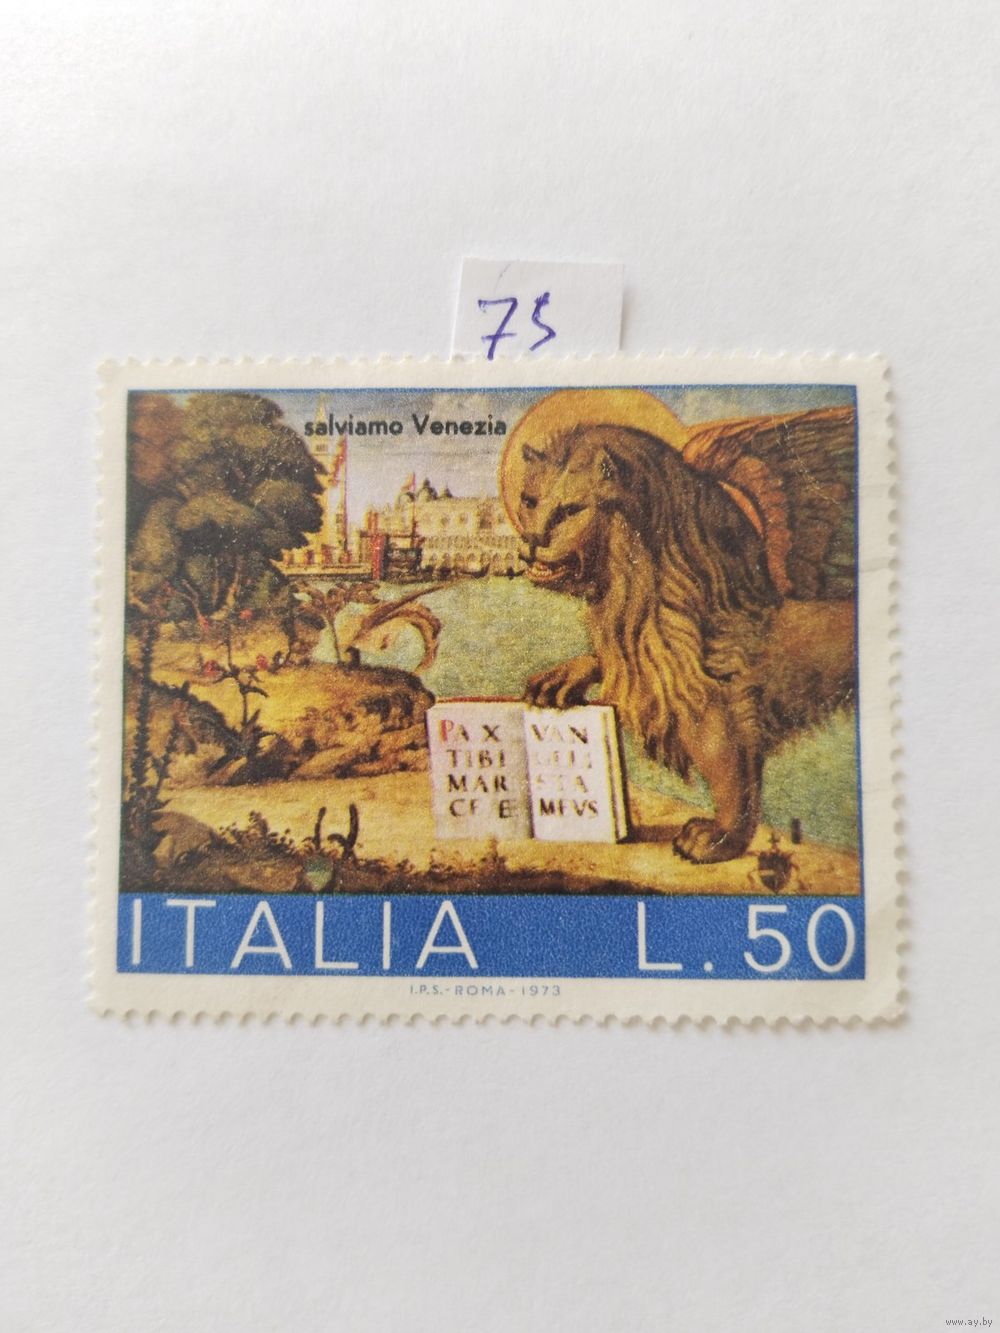 75
salviamo Venezia
PAX
TIBI
MAR
CE E
VAN
GELI
STA
MEVS
ITALIA L.50
I.P.S.-ROMA-1973
www.ay.by